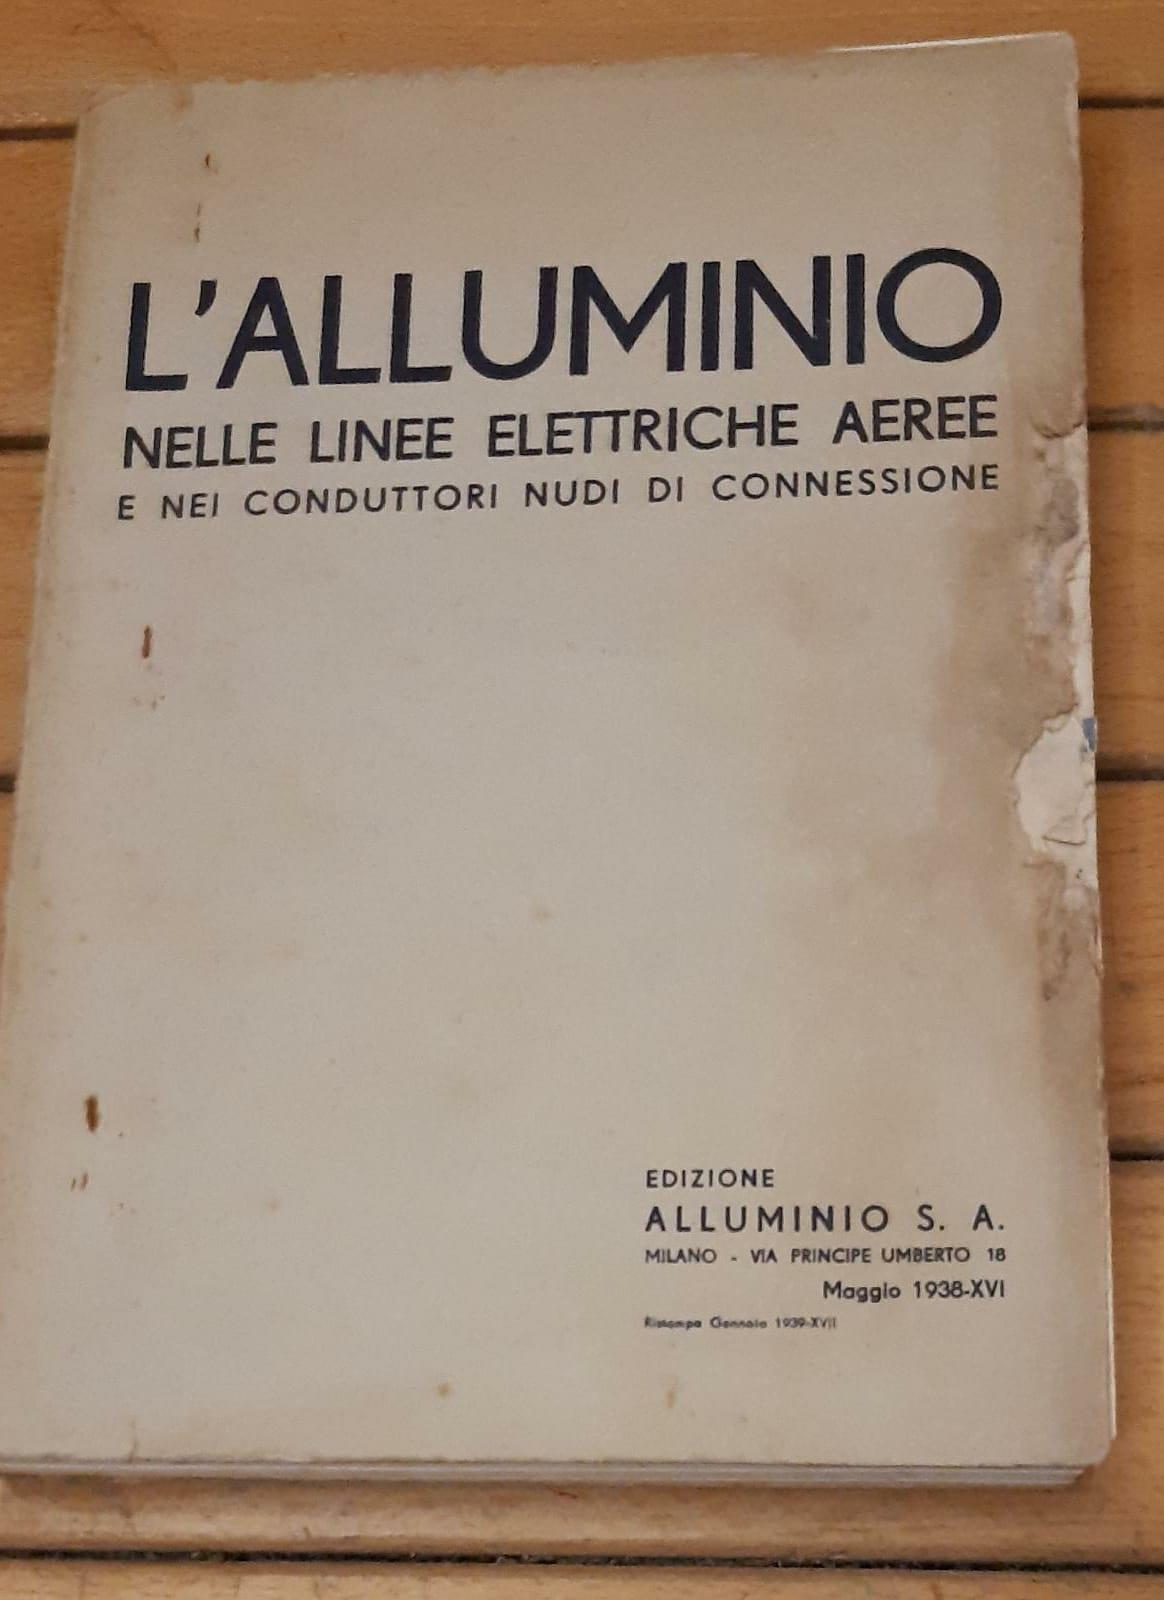 L'ALLUMINIO
NELLE LINEE ELETTRICHE AEREE
E NEI CONDUTTORI NUDI DI CONNESSIONE
EDIZIONE
ALLUMINIO S. A.
MILANO - VIA PRINCIPE UMBERTO 18
Maggio 1938-XVI
Ristampa Gennaio 1939-XVII